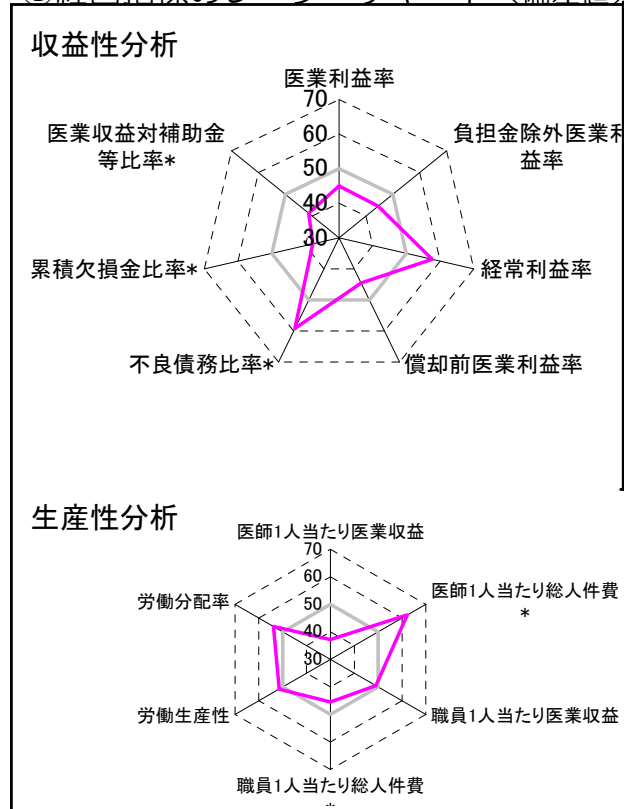 収益性分析
医業利益率
70
60
50
40
30
負担金除外医業利
益率
経常利益率
償却前医業利益率
不良債務比率*
累積欠損金比率*
医業収益対補助金
等比率*
生産性分析
医師1人当たり医業収益
70
60
50
40
30
医師1人当たり総人件費
*
職員1人当たり医業収益
職員1人当たり総人件費
*
労働生産性
労働分配率